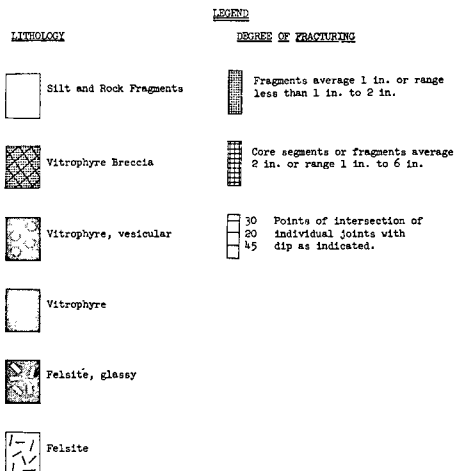 LEGEND
LITHOLOGY
DEGREE OF FRACTURING
Silt and Rock Fragments
Fragments average 1 in. or range
less than 1 in. to 2 in.
Vitrophyre Breccia
Core segments or fragments average
2 in. or range 1 in. to 6 in.
Vitrophyre, vesicular
30 Points of intersection of
20 individual joints with
45 dip as indicated.
Vitrophyre
Felsite, glassy
Felsite